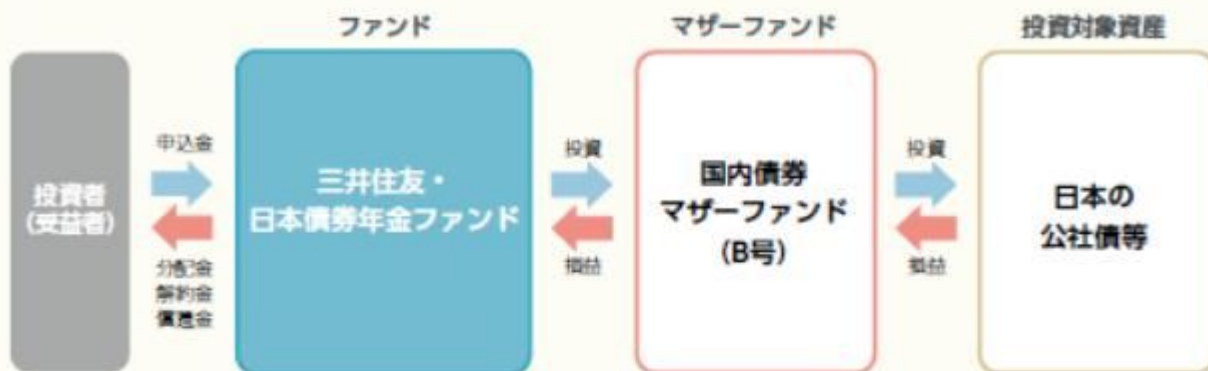 ファンド
マザーファンド
投資対象資産
投資者
(受益者)
申込金
分配金
解約金
償還金
三井住友・
日本債券年金ファンド
投資
損益
国内債券
マザーファンド
(B号)
投資
損益
日本の
公社債等